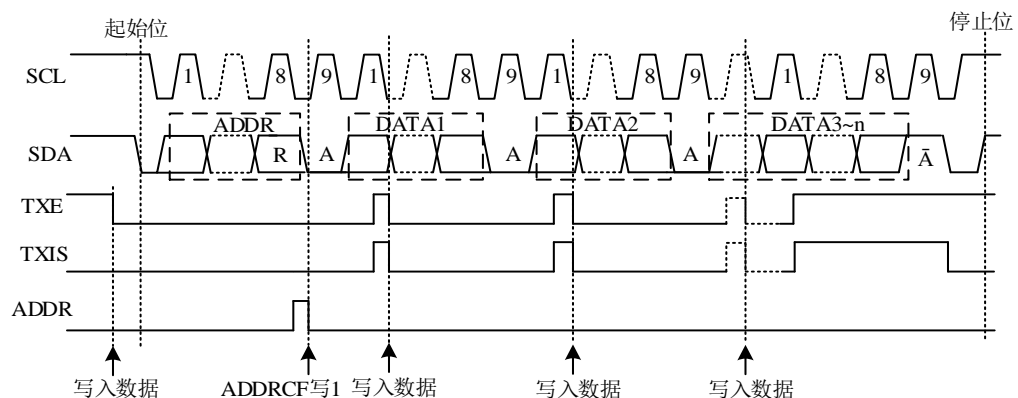 起始位 停止位
SCL 1 8 9 1 8 9 1 8 9 1 8 9
ADDR DATA1 DATA2 DATA3~n
SDA R A A A Ā
TXE
TXIS
ADDR
写入数据 ADDRCF写1 写入数据 写入数据 写入数据